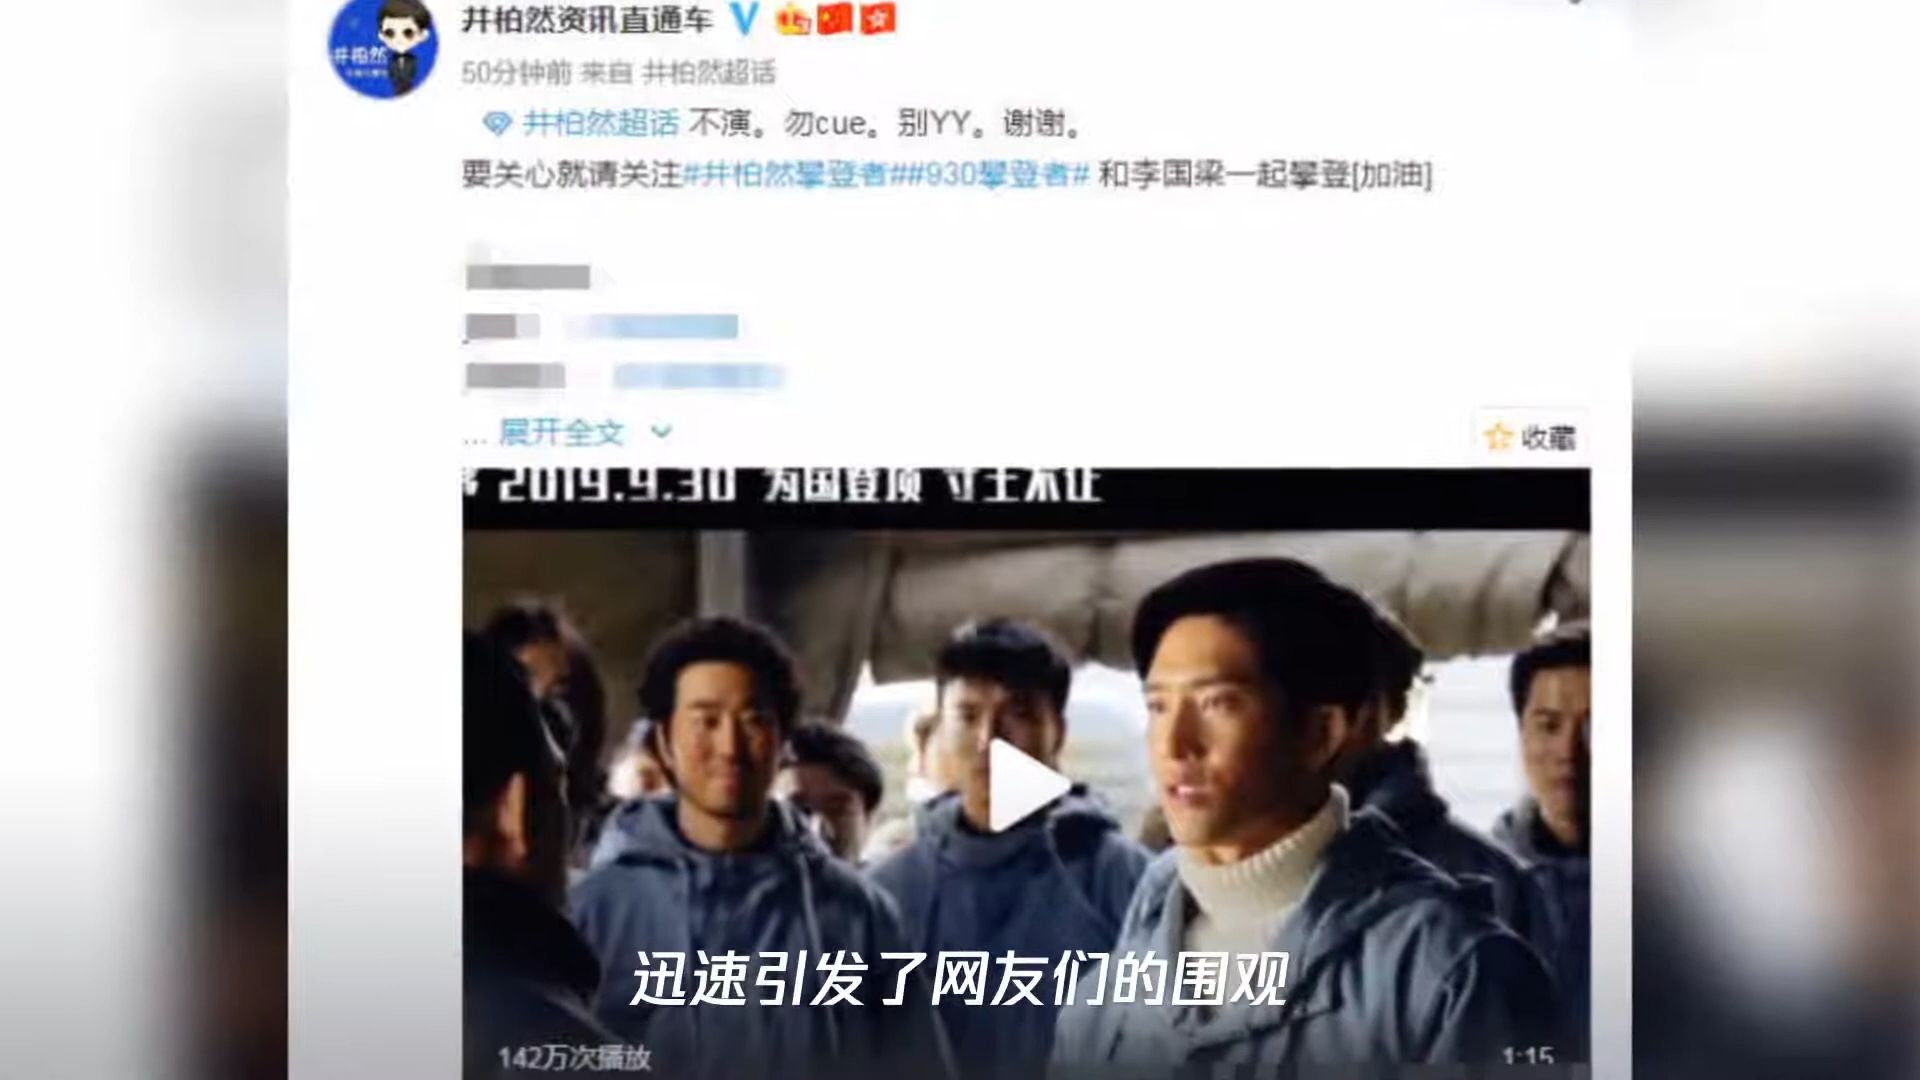 井柏然资讯直通车
井柏然
50分钟前 来自 井柏然超话
井柏然超话 不演。勿cue。别YY。谢谢。
要关心就请关注#井柏然攀登者##930攀登者# 和李国梁一起攀登[加油]
... 展开全文
收藏
2019.9.30 为国登顶 寸土不让
迅速引发了网友们的围观
142万次播放
1:15